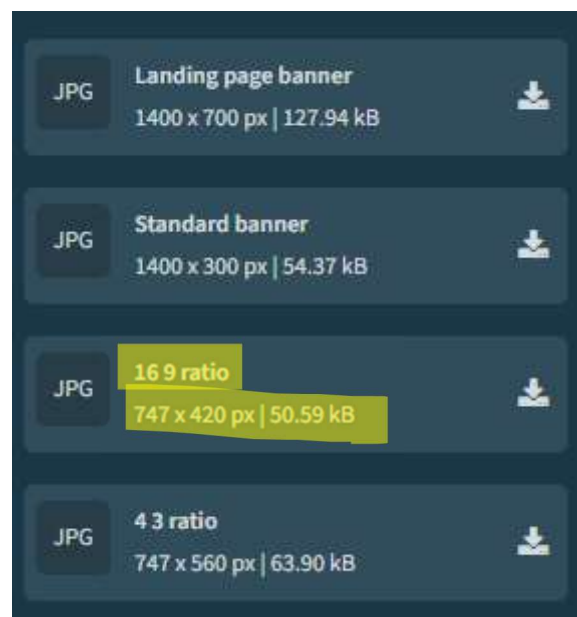 JPG
Landing page banner
1400 x 700 px | 127.94 kB
JPG
Standard banner
1400 x 300 px | 54.37 kB
JPG
16 9 ratio
747 x 420 px | 50.59 kB
JPG
4 3 ratio
747 x 560 px | 63.90 kB